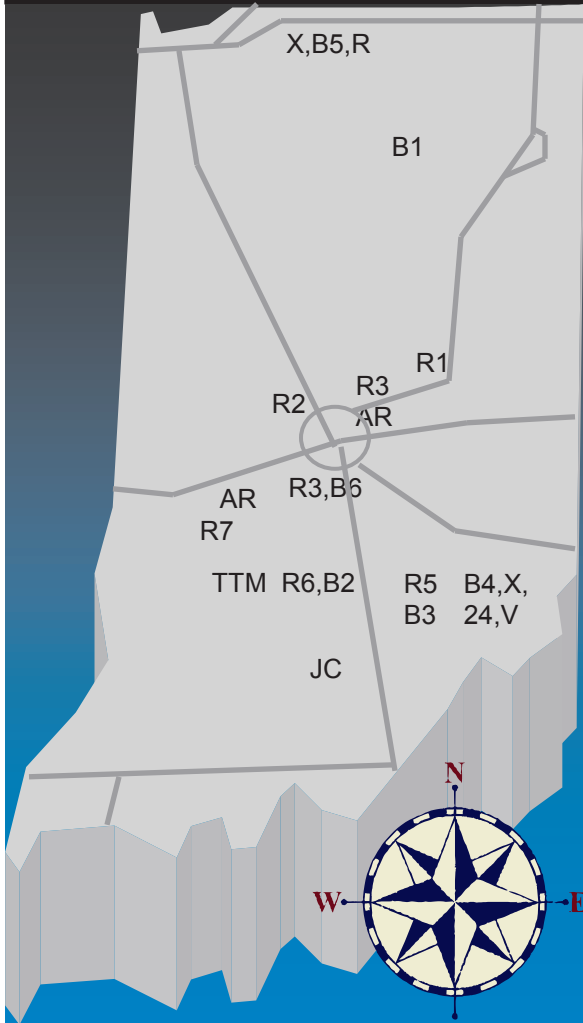 X,B5,R
B1
R1
R3
R2
AR
R3,B6
AR
R7
TTM R6,B2
R5 B4,X,
B3 24,V
JC
N
W
E